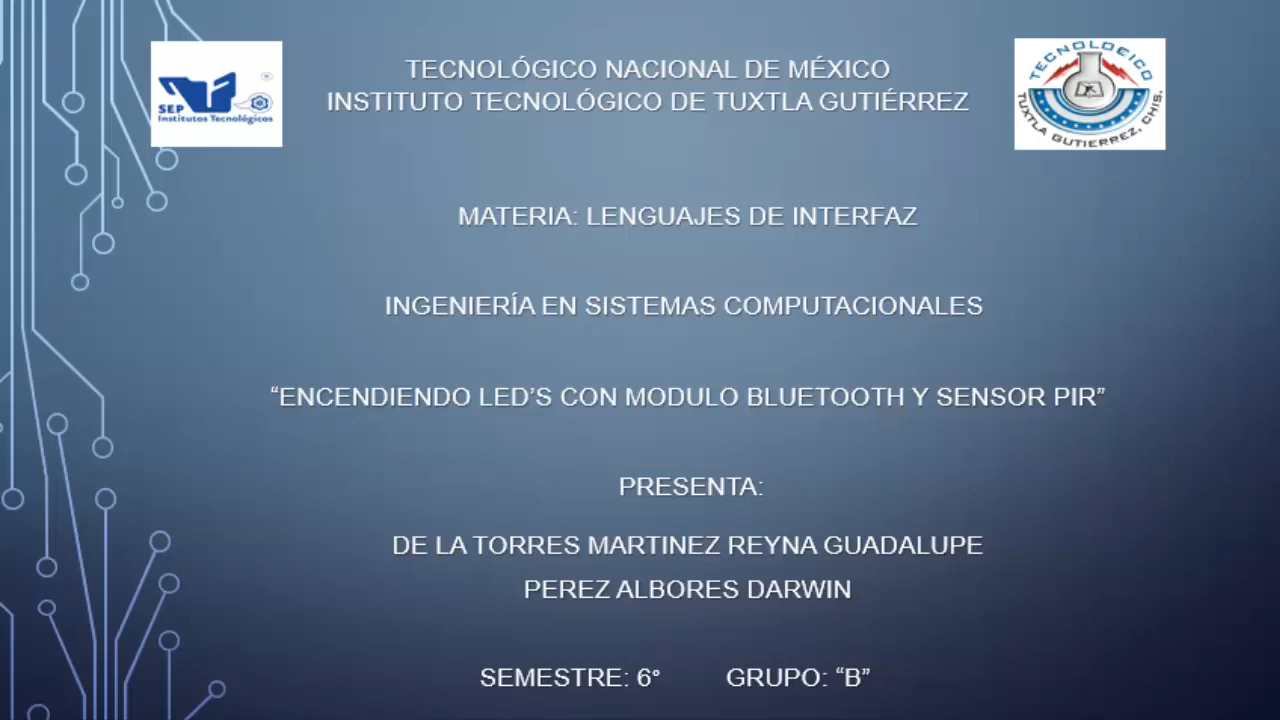 SEP
Institutos Tecnológicos
TECNOLÓGICO NACIONAL DE MÉXICO
INSTITUTO TECNOLÓGICO DE TUXTLA GUTIÉRREZ
TECNOLOGICO
TUXTLA GUTIERREZ, CHIS.
MATERIA: LENGUAJES DE INTERFAZ
INGENIERÍA EN SISTEMAS COMPUTACIONALES
“ENCENDIENDO LED’S CON MODULO BLUETOOTH Y SENSOR PIR”
PRESENTA:
DE LA TORRES MARTINEZ REYNA GUADALUPE
PEREZ ALBORES DARWIN
SEMESTRE: 6° GRUPO: “B”